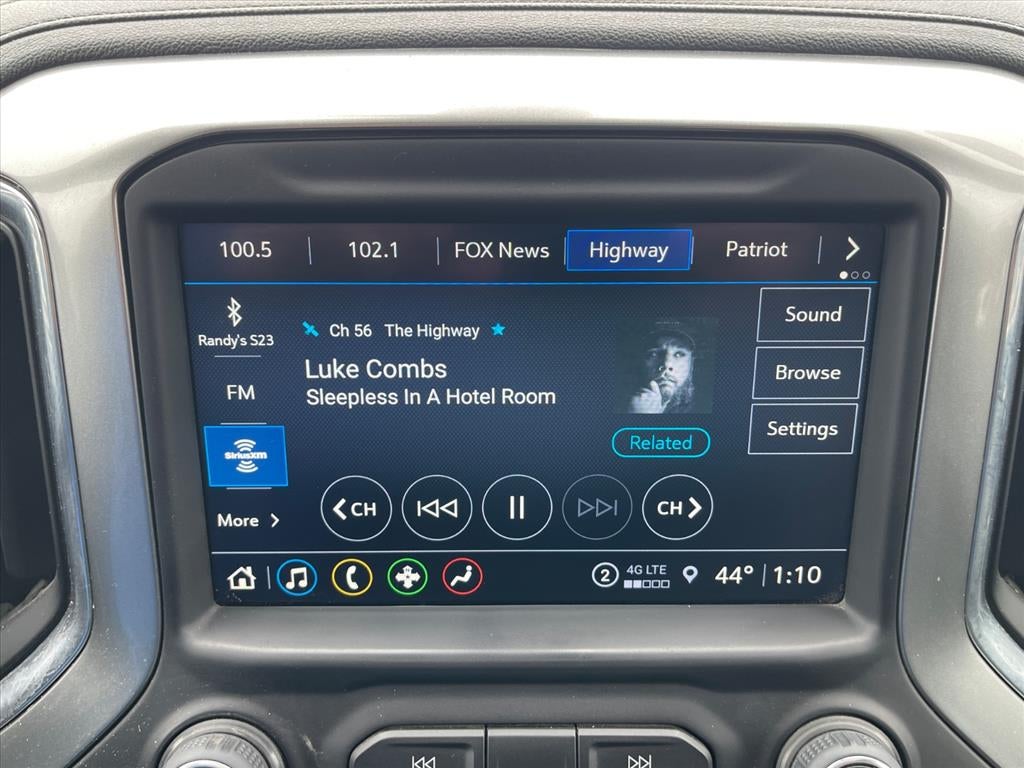 100.5 102.1 FOX News Highway Patriot
Randy's S23
FM
SiriusXM
More
Ch 56 The Highway
Luke Combs
Sleepless In A Hotel Room
Related
Sound
Browse
Settings
CH CH
2 4G LTE 44° 1:10